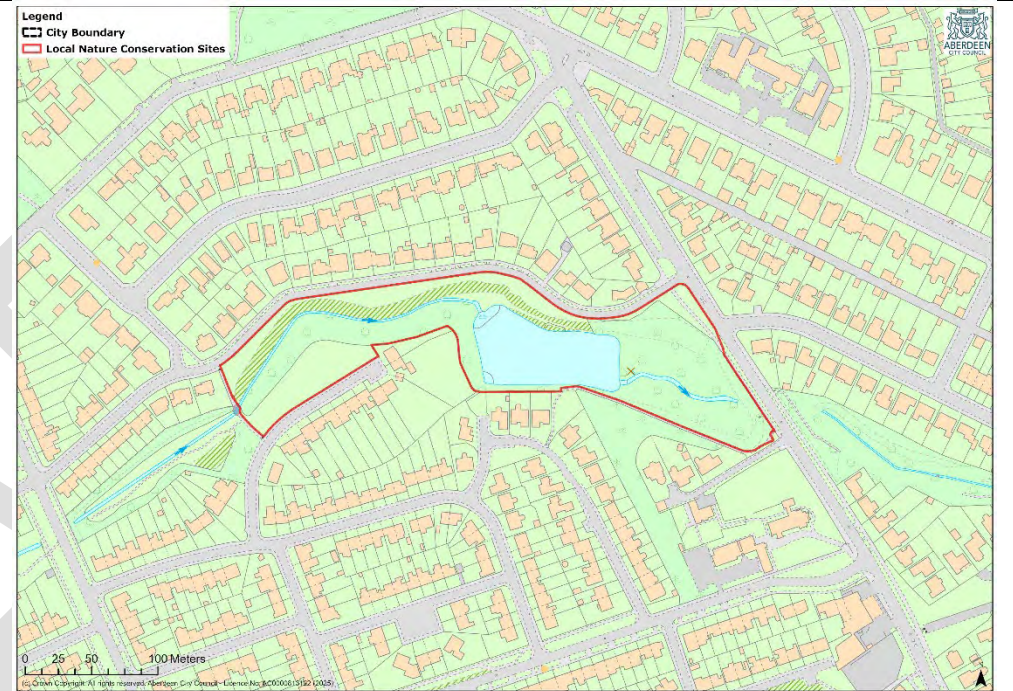 Legend
City Boundary
Local Nature Conservation Sites
ABERDEEN
CITY COUNCIL
0 25 50 100 Meters
(c) Crown Copyright. All rights reserved. Aberdeen City Council - Licence No:
(2025)